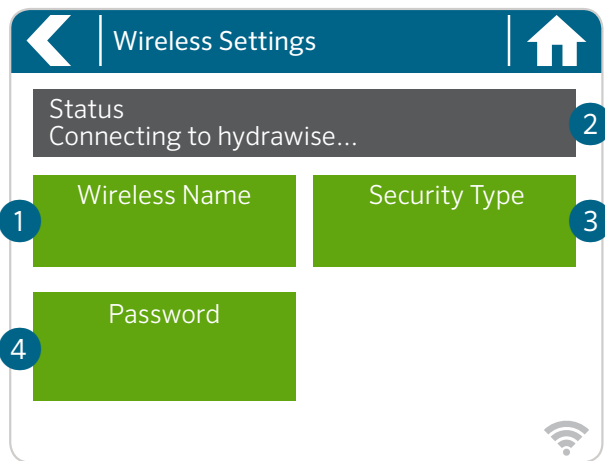 Wireless Settings
Status
Connecting to hydrawise...
2
Wireless Name
Security Type
1
3
Password
4